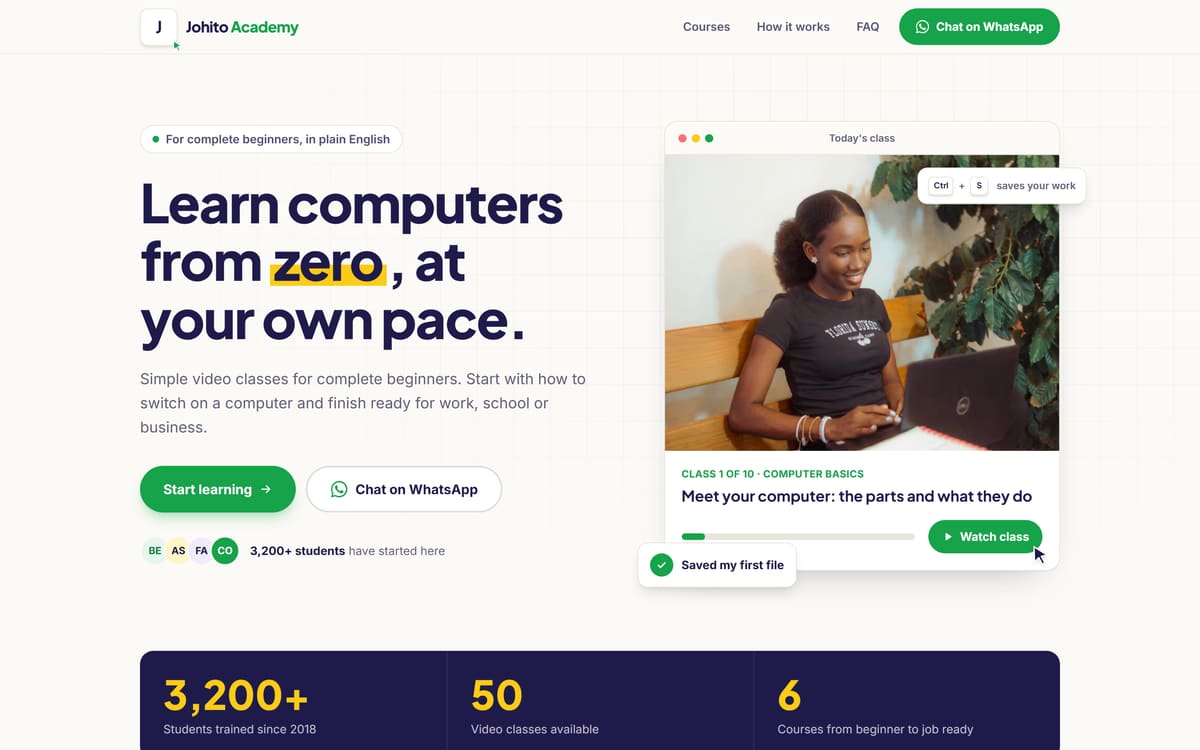 J
Johito Academy
Courses
How it works
FAQ
Chat on WhatsApp
For complete beginners, in plain English
Learn computers
from zero, at
your own pace.
Simple video classes for complete beginners. Start with how to
switch on a computer and finish ready for work, school or
business.
Start learning →
Chat on WhatsApp
BE AS FA CO
3,200+ students have started here
Today's class
Ctrl + S saves your work
FLORIDA SUNSET
CLASS 1 OF 10 · COMPUTER BASICS
Meet your computer: the parts and what they do
Watch class
Saved my first file
3,200+
Students trained since 2018
50
Video classes available
6
Courses from beginner to job ready